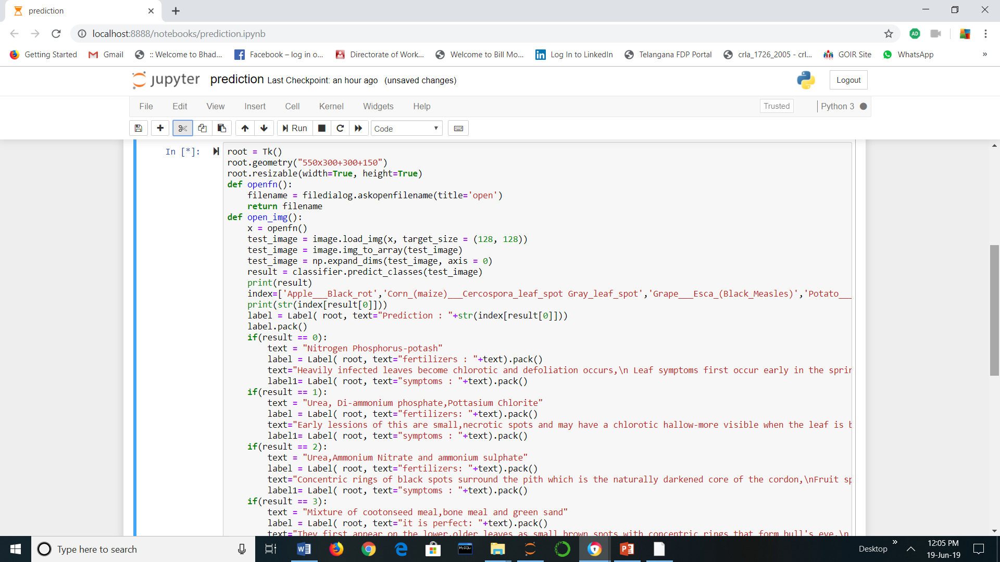 prediction
localhost:8888/notebooks/prediction.ipynb
Getting Started
Gmail
:: Welcome to Bhad...
Facebook – log in o...
Directorate of Work...
Welcome to Bill Mo...
Log In to LinkedIn
Telangana FDP Portal
crla_1726_2005 - crl...
GOIR Site
WhatsApp
»
jupyter prediction Last Checkpoint: an hour ago (unsaved changes)
Logout
File Edit View Insert Cell Kernel Widgets Help
Trusted
Python 3
Run
Code
In [*]:
root = Tk()
root.geometry("550x300+300+150")
root.resizable(width=True, height=True)
def openfn():
    filename = filedialog.askopenfilename(title='open')
    return filename
def open_img():
    x = openfn()
    test_image = image.load_img(x, target_size = (128, 128))
    test_image = image.img_to_array(test_image)
    test_image = np.expand_dims(test_image, axis = 0)
    result = classifier.predict_classes(test_image)
    print(result)
    index=['Apple___Black_rot','Corn_(maize)___Cercospora_leaf_spot Gray_leaf_spot','Grape___Esca_(Black_Measles)','Potato___
    print(str(index[result[0]]))
    label = Label( root, text="Prediction : "+str(index[result[0]]))
    label.pack()
    if(result == 0):
        text = "Nitrogen Phosphorus-potash"
        label = Label( root, text="fertilizers : "+text).pack()
        text="Heavily infected leaves become chlorotic and defoliation occurs,\n Leaf symptoms first occur early in the
        label1= Label( root, text="symptoms : "+text).pack()
    if(result == 1):
        text = "Urea, Di-ammonium phosphate,Pottasium Chlorite"
        label = Label( root, text="fertilizers: "+text).pack()
        text="Early lessions of this are small,necrotic spots and may have a chlorotic hallow-more visible when the leaf is
        label1= Label( root, text="symptoms : "+text).pack()
    if(result == 2):
        text = "Urea,Ammonium Nitrate and ammonium sulphate"
        label = Label( root, text="fertilizers: "+text).pack()
        text="Concentric rings of black spots surround the pith which is the naturally darkened core of the cordon,\nFruit
        label1= Label( root, text="symptoms : "+text).pack()
    if(result == 3):
        text = "Mixture of cootonseed meal,bone meal and green sand"
        label = Label( root, text="it is perfect: "+text).pack()
        text="They first appear on the lower,older leaves as small brown spots with concentric rings that form bull's eye.\n
Type here to search
MySQL
Desktop
»
12:05 PM
19-Jun-19